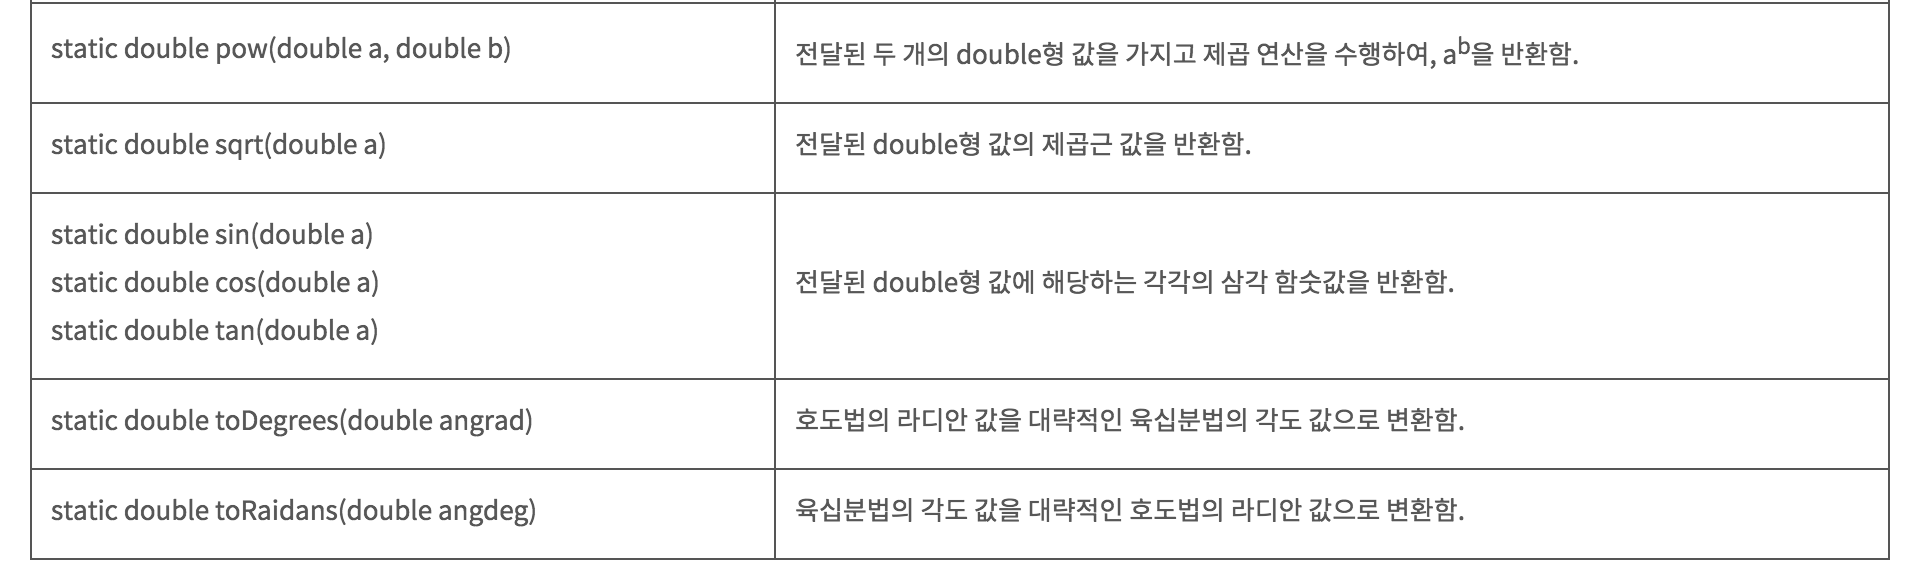 static double pow(double a, double b)
전달된 두 개의 double형 값을 가지고 제곱 연산을 수행하여, a^b을 반환함.
static double sqrt(double a)
전달된 double형 값의 제곱근 값을 반환함.
static double sin(double a)
static double cos(double a)
static double tan(double a)
전달된 double형 값에 해당하는 각각의 삼각 함숫값을 반환함.
static double toDegrees(double angrad)
호도법의 라디안 값을 대략적인 육십분법의 각도 값으로 변환함.
static double toRaidans(double angdeg)
육십분법의 각도 값을 대략적인 호도법의 라디안 값으로 변환함.